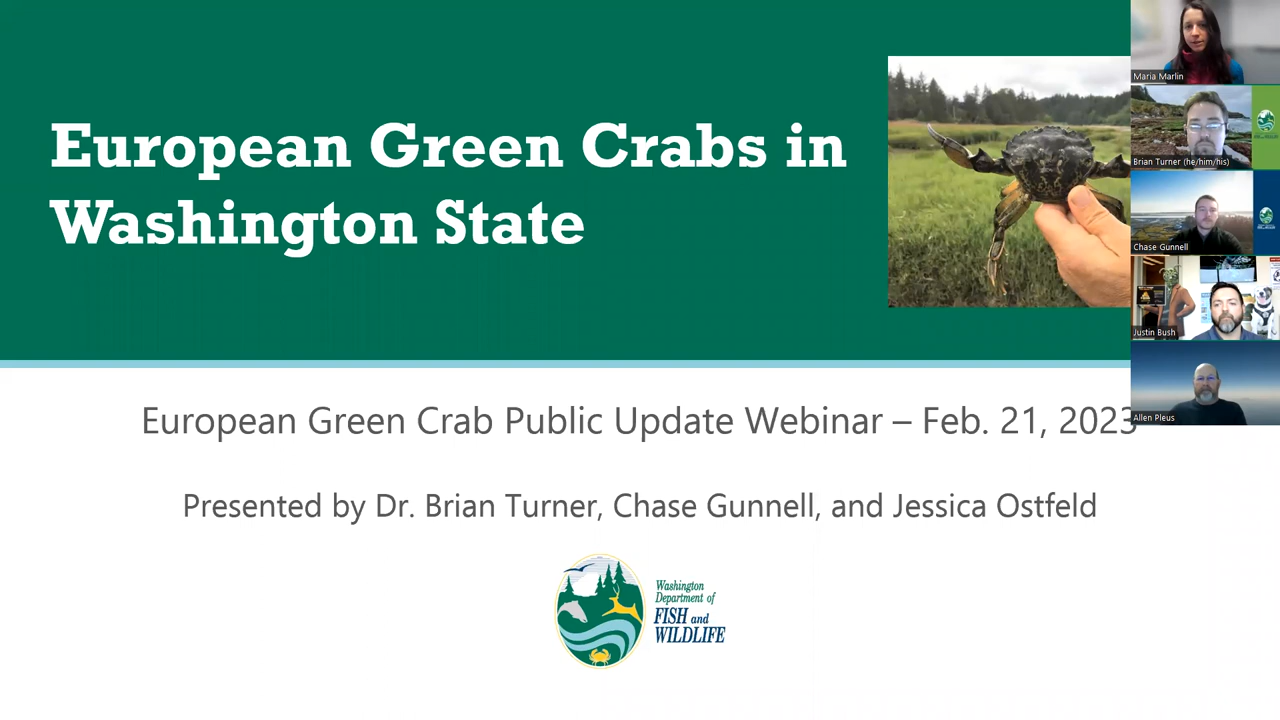 European Green Crabs in
Washington State
European Green Crab Public Update Webinar – Feb. 21, 2023
Presented by Dr. Brian Turner, Chase Gunnell, and Jessica Ostfeld
Washington
Department of
FISH and
WILDLIFE
Maria Marlin
Brian Turner (he/him/his)
Chase Gunnell
Justin Bush
Allen Pleus